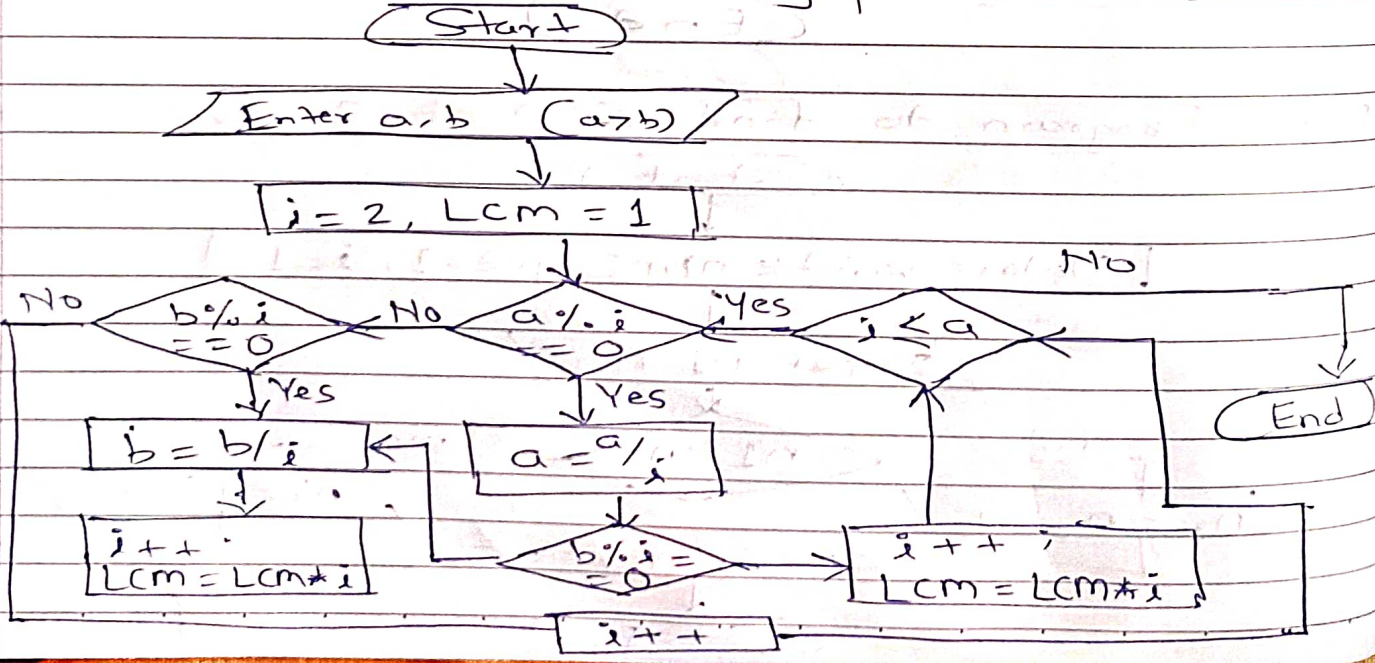 Start
Enter a, b (a>b)
i = 2, Lcm = 1
No
No b%i == 0 No a%i == 0 Yes i <= a
Yes Yes End
b = b/i a = a/i
i++ b%i == 0 i++;
Lcm = Lcm*i Lcm = Lcm*i
i++